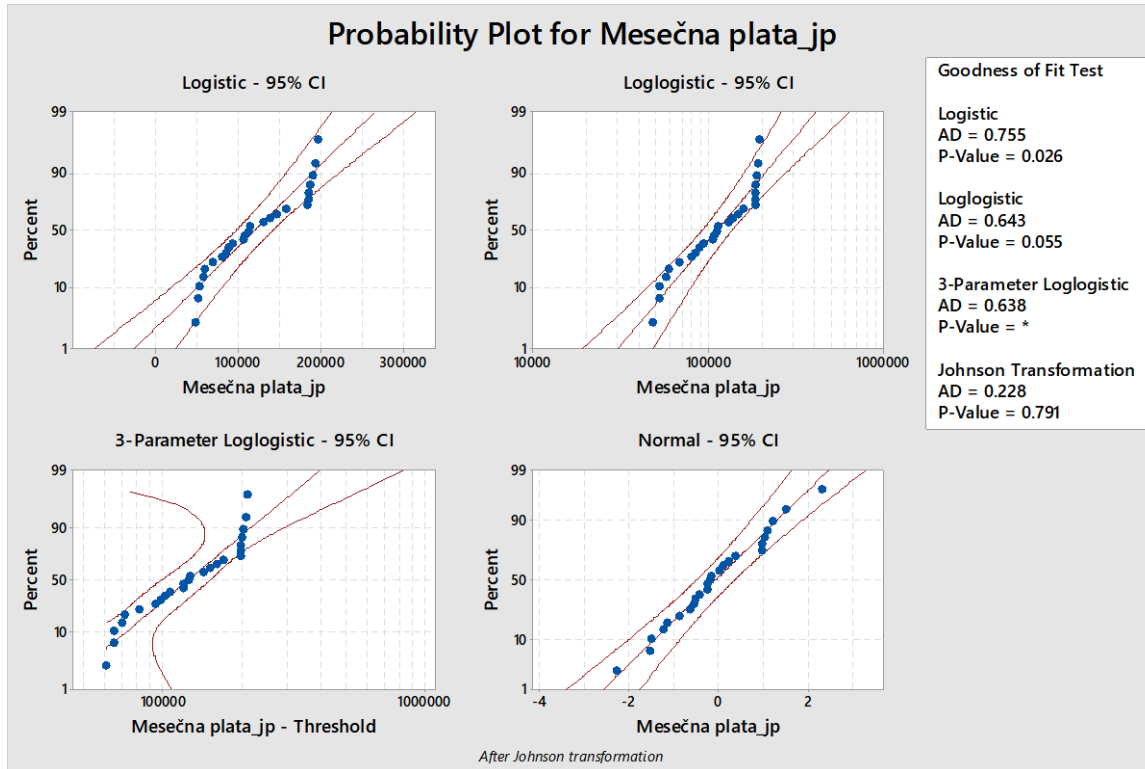 Probability Plot for Mesečna plata_jp
Logistic - 95% CI
99
90
50
10
1
Percent
0
100000
200000
300000
Mesečna plata_jp
Loglogistic - 95% CI
99
90
50
10
1
Percent
10000
100000
1000000
Mesečna plata_jp
3-Parameter Loglogistic - 95% CI
99
90
50
10
1
Percent
100000
1000000
Mesečna plata_jp - Threshold
Normal - 95% CI
99
90
50
10
1
Percent
-4
-2
0
2
Mesečna plata_jp
After Johnson transformation
Goodness of Fit Test
Logistic
AD = 0.755
P-Value = 0.026
Loglogistic
AD = 0.643
P-Value = 0.055
3-Parameter Loglogistic
AD = 0.638
P-Value = *
Johnson Transformation
AD = 0.228
P-Value = 0.791